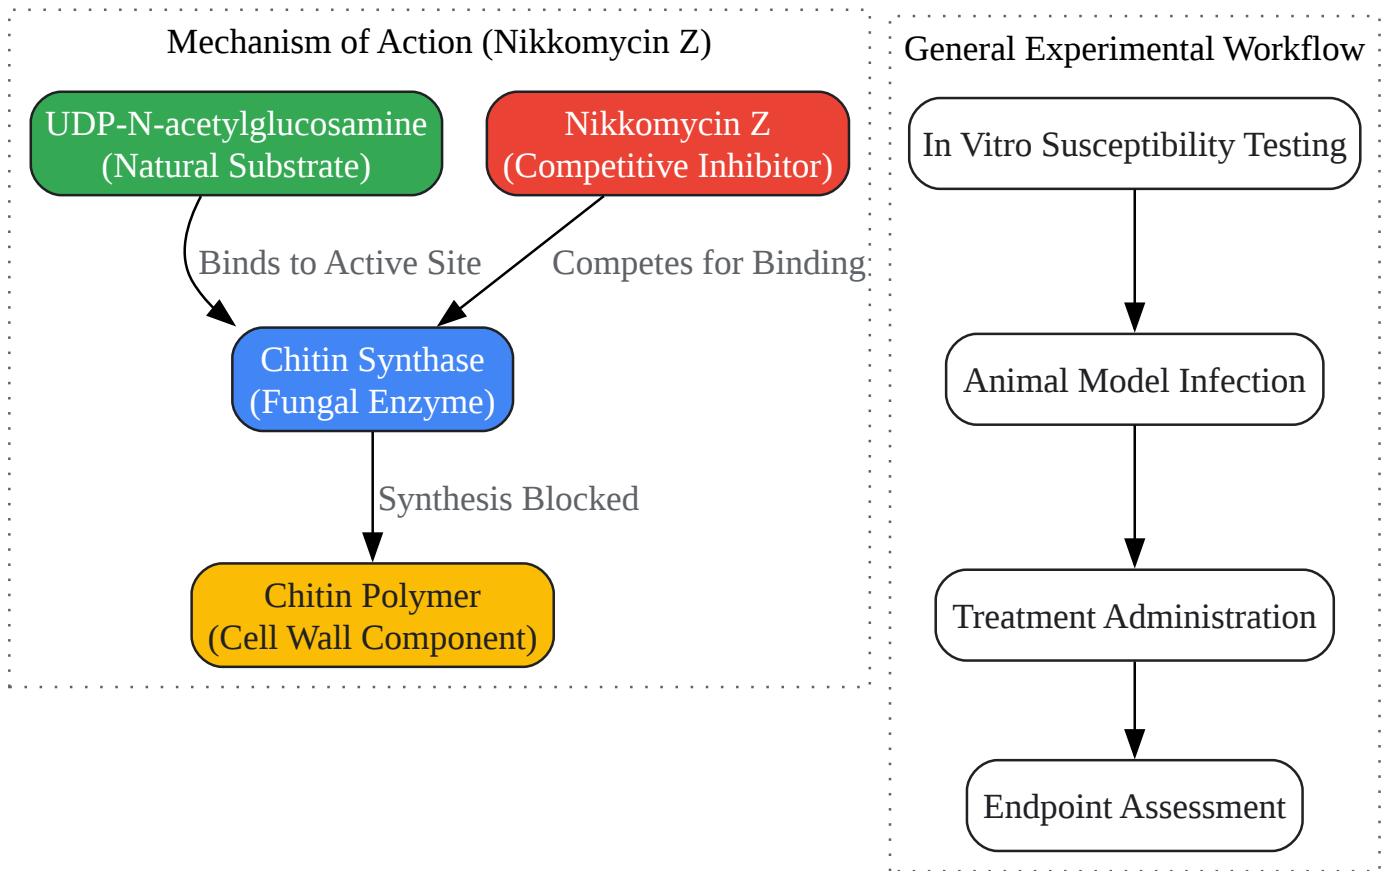 Mechanism of Action (Nikkomycin Z)
UDP-N-acetylglucosamine
(Natural Substrate)
Nikkomycin Z
(Competitive Inhibitor)
Binds to Active Site
Competes for Binding
Chitin Synthase
(Fungal Enzyme)
Synthesis Blocked
Chitin Polymer
(Cell Wall Component)
General Experimental Workflow
In Vitro Susceptibility Testing
Animal Model Infection
Treatment Administration
Endpoint Assessment